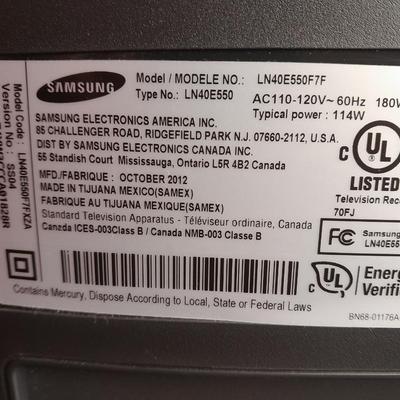 SAMSUNG
Model / MODELE NO.: LN40E550F7F
Type No.: LN40E550 AC110-120V~60Hz 180W
Typical power : 114W
SAMSUNG ELECTRONICS AMERICA INC.
85 CHALLENGER ROAD, RIDGEFIELD PARK N.J. 07660-2112, U.S.A.
DIST BY SAMSUNG ELECTRONICS CANADA INC.
55 Standish Court Mississauga, Ontario L5R 4B2 Canada
MFD./FABRIQUE : OCTOBER 2012
MADE IN TIJUANA MEXICO(SAMEX)
FABRIQUE AU TIJUANA MEXIQUE(SAMEX)
Standard Television Apparatus - Téléviseur ordinaire, Canada
Canada ICES-003Class B / Canada NMB-003 Classe B
Contains Mercury, Dispose According to Local, State or Federal Laws
C UL
LISTED
Television Rece
70FJ
FC Samsung
LN40E55
C UL Energ
Verifie
BN68-01176A
Model Code: LN40E550F7FXZA
Version No : SS04